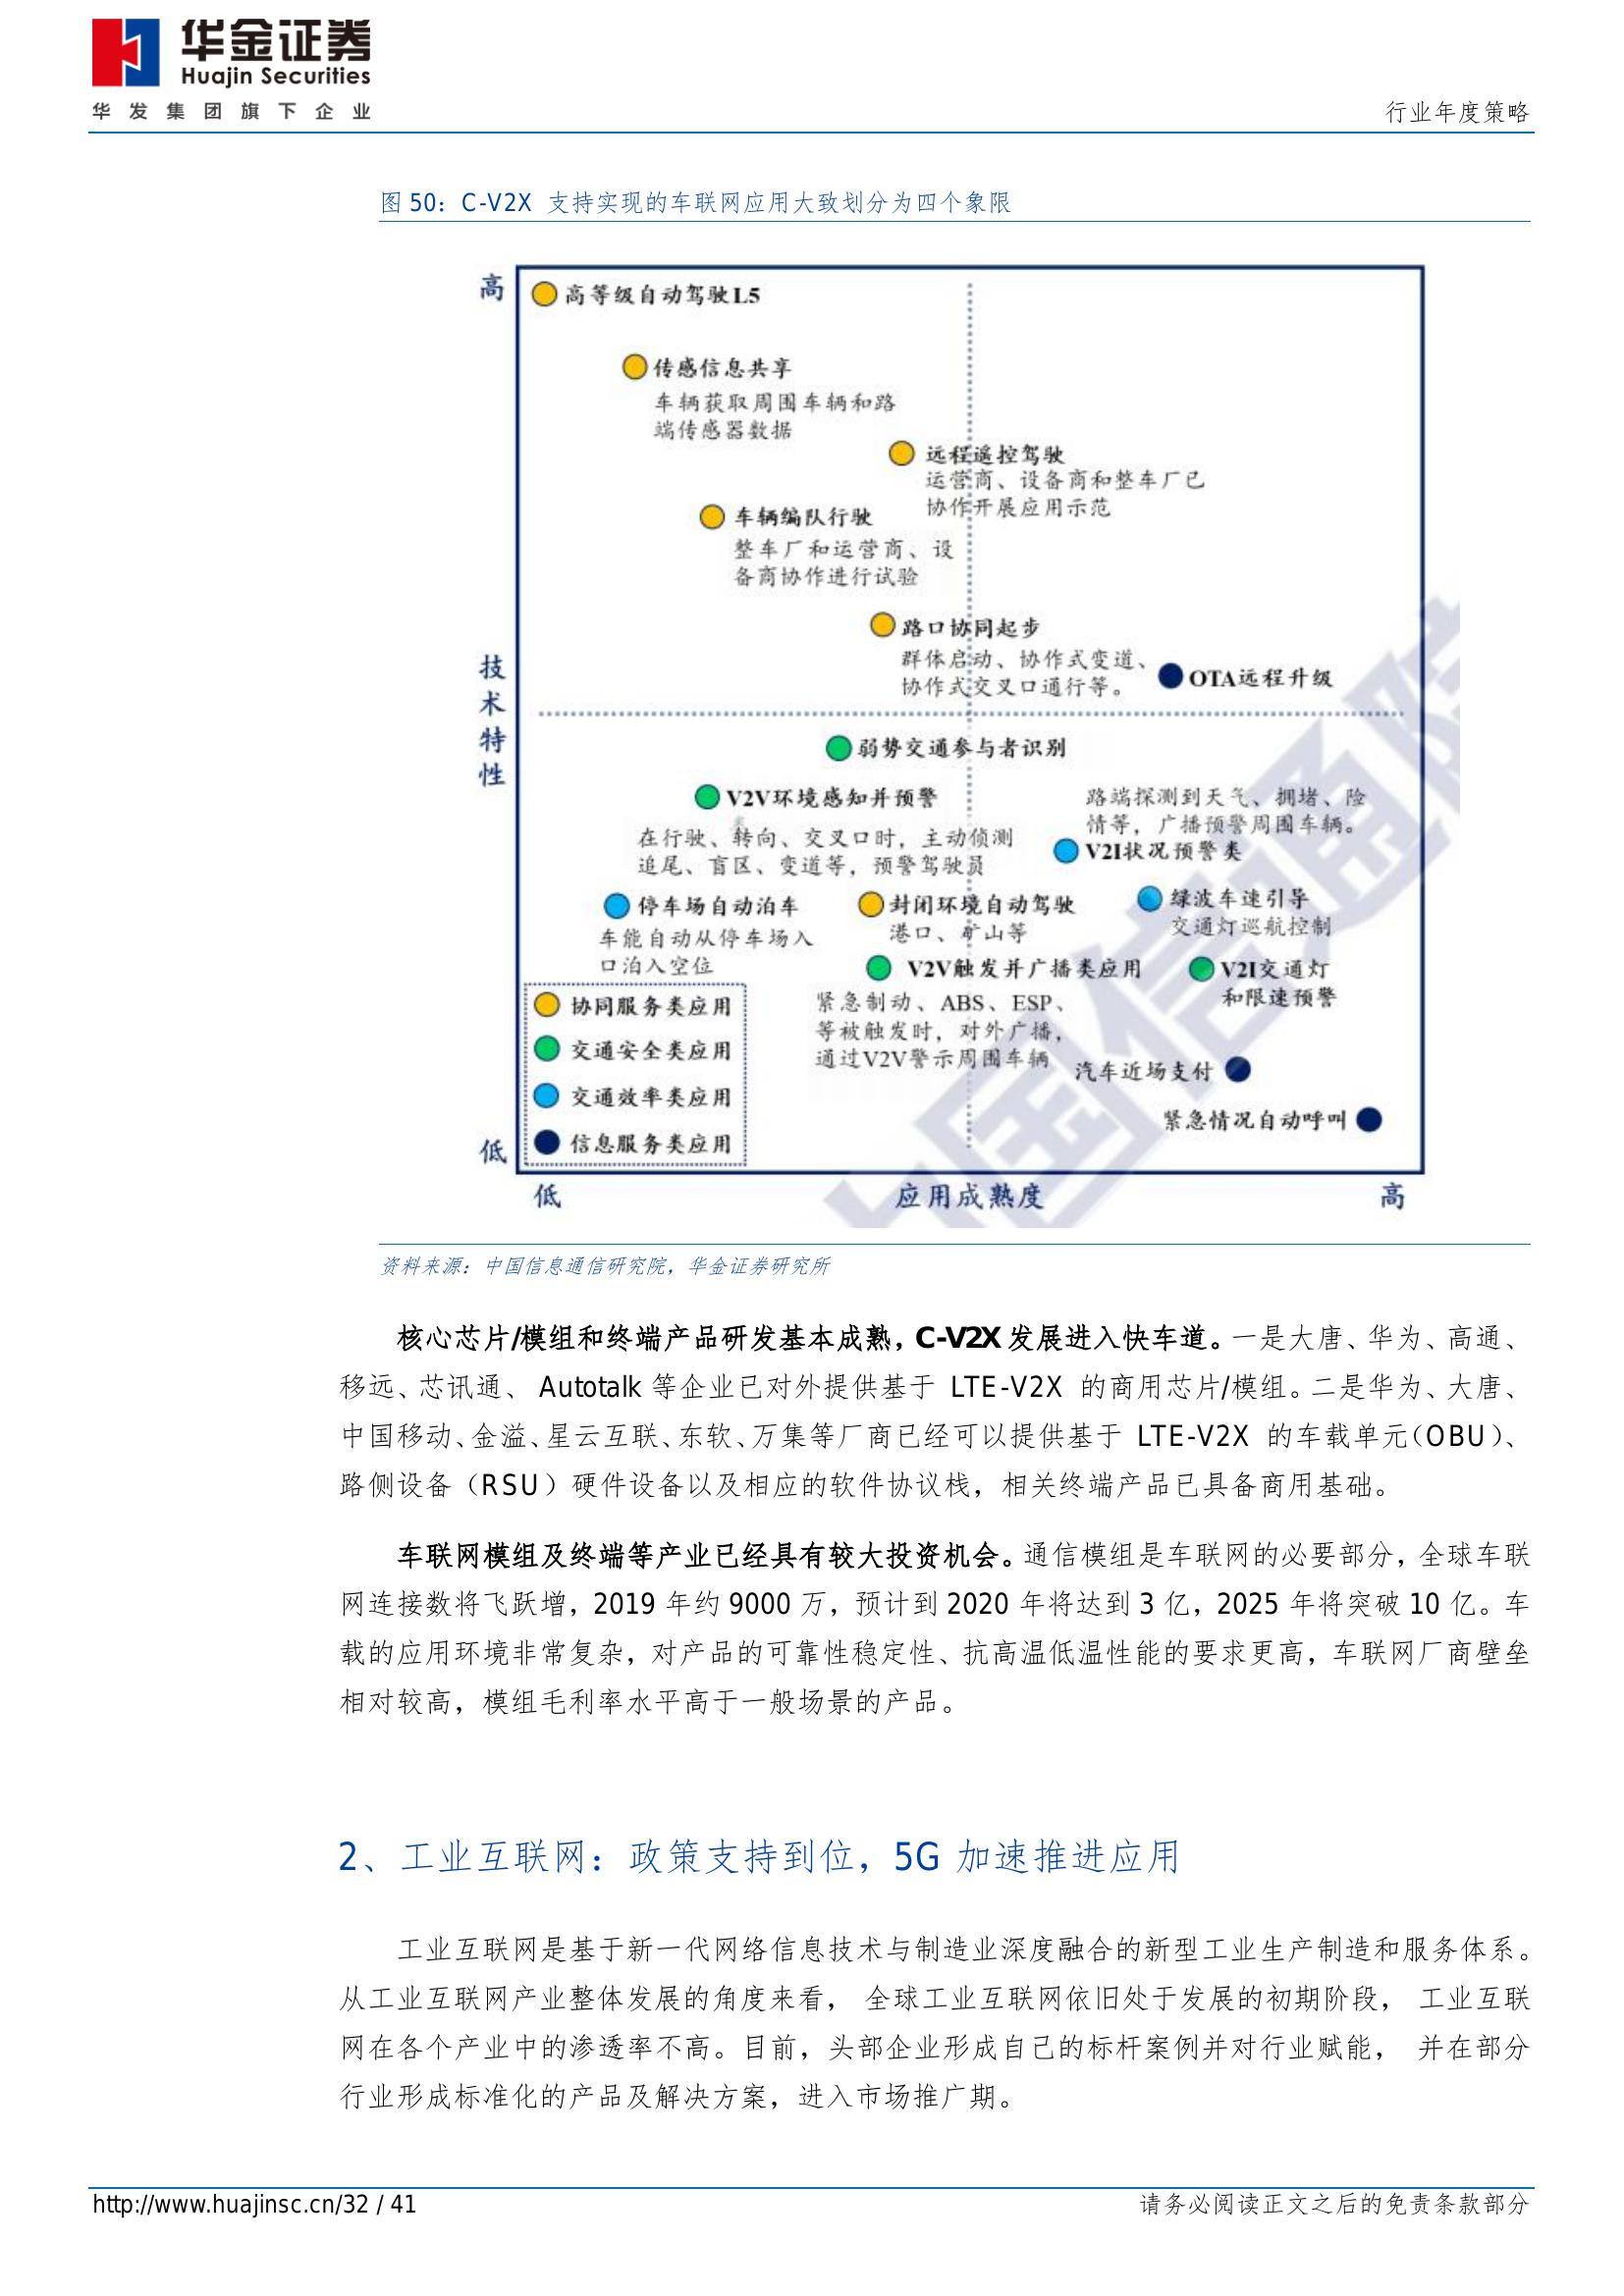 华金证券
Huajin Securities
华发集团旗下企业
行业年度策略
图 50：C-V2X 支持实现的车联网应用大致划分为四个象限
高
高等级自动驾驶L5
传感信息共享
车辆获取周围车辆和路
端传感器数据
远程遥控驾驶
运营商、设备商和整车厂已
协作开展应用示范
车辆编队行驶
整车厂和运营商、设
备商协作进行试验
路口协同起步
群体启动、协作式变道、
协作式交叉口通行等。
OTA远程升级
技术特性
弱势交通参与者识别
V2V环境感知并预警
在行驶、转向、交叉口时，主动侦测
追尾、盲区、变道等，预警驾驶员
路端探测到天气、拥堵、险
情等，广播预警周围车辆。
V2I状况预警类
停车场自动泊车
车能自动从停车场入
口泊入空位
封闭环境自动驾驶
港口、矿山等
绿波车速引导
交通灯巡航控制
V2V触发并广播类应用
紧急制动、ABS、ESP、
等被触发时，对外广播，
通过V2V警示周围车辆
V2I交通灯
和限速预警
协同服务类应用
交通安全类应用
交通效率类应用
信息服务类应用
汽车近场支付
紧急情况自动呼叫
低
低
应用成熟度
高
资料来源：中国信息通信研究院，华金证券研究所
核心芯片/模组和终端产品研发基本成熟，C-V2X 发展进入快车道。一是大唐、华为、高通、
移远、芯讯通、 Autotalk 等企业已对外提供基于 LTE-V2X 的商用芯片/模组。二是华为、大唐、
中国移动、金溢、星云互联、东软、万集等厂商已经可以提供基于 LTE-V2X 的车载单元（OBU）、
路侧设备（RSU）硬件设备以及相应的软件协议栈，相关终端产品已具备商用基础。
车联网模组及终端等产业已经具有较大投资机会。通信模组是车联网的必要部分，全球车联
网连接数将飞跃增，2019 年约 9000 万，预计到 2020 年将达到 3 亿，2025 年将突破 10 亿。车
载的应用环境非常复杂，对产品的可靠性稳定性、抗高温低温性能的要求更高，车联网厂商壁垒
相对较高，模组毛利率水平高于一般场景的产品。
2、工业互联网：政策支持到位，5G 加速推进应用
工业互联网是基于新一代网络信息技术与制造业深度融合的新型工业生产制造和服务体系。
从工业互联网产业整体发展的角度来看， 全球工业互联网依旧处于发展的初期阶段， 工业互联
网在各个产业中的渗透率不高。目前，头部企业形成自己的标杆案例并对行业赋能， 并在部分
行业形成标准化的产品及解决方案，进入市场推广期。
http://www.huajinsc.cn/32 / 41
请务必阅读正文之后的免责条款部分